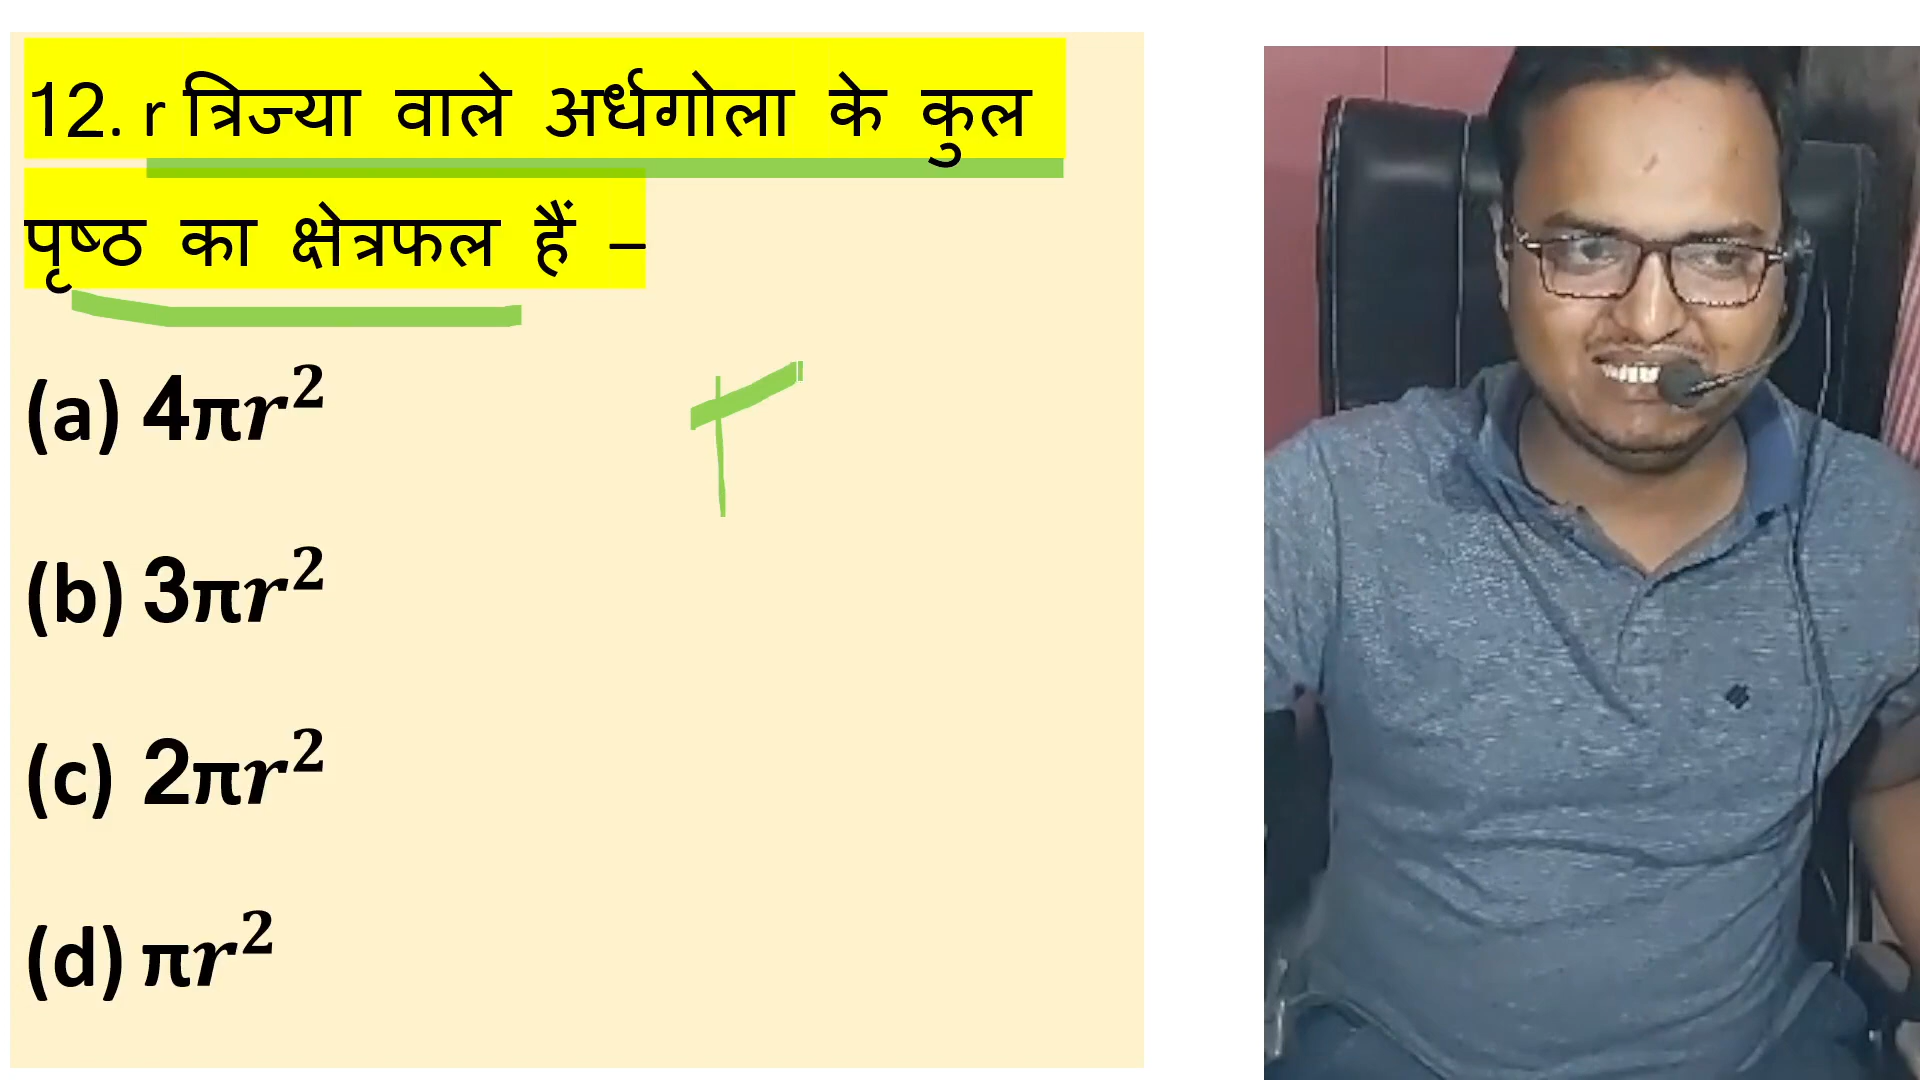 12. r त्रिज्या वाले अर्धगोला के कुल
पृष्ठ का क्षेत्रफल हैं –
(a) 4πr²
(b) 3πr²
(c) 2πr²
(d) πr²